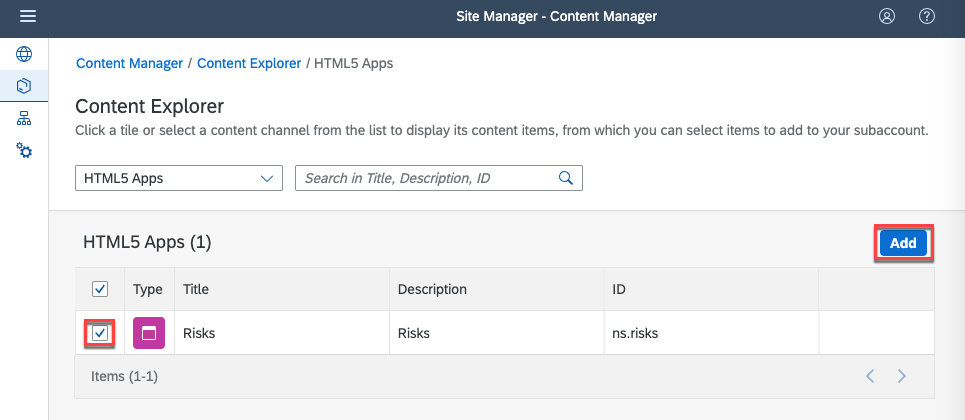 Site Manager - Content Manager
Content Manager / Content Explorer / HTML5 Apps
Content Explorer
Click a tile or select a content channel from the list to display its content items, from which you can select items to add to your subaccount.
HTML5 Apps
Search in Title, Description, ID
HTML5 Apps (1)
Add
Type Title Description ID
Risks Risks ns.risks
Items (1-1)